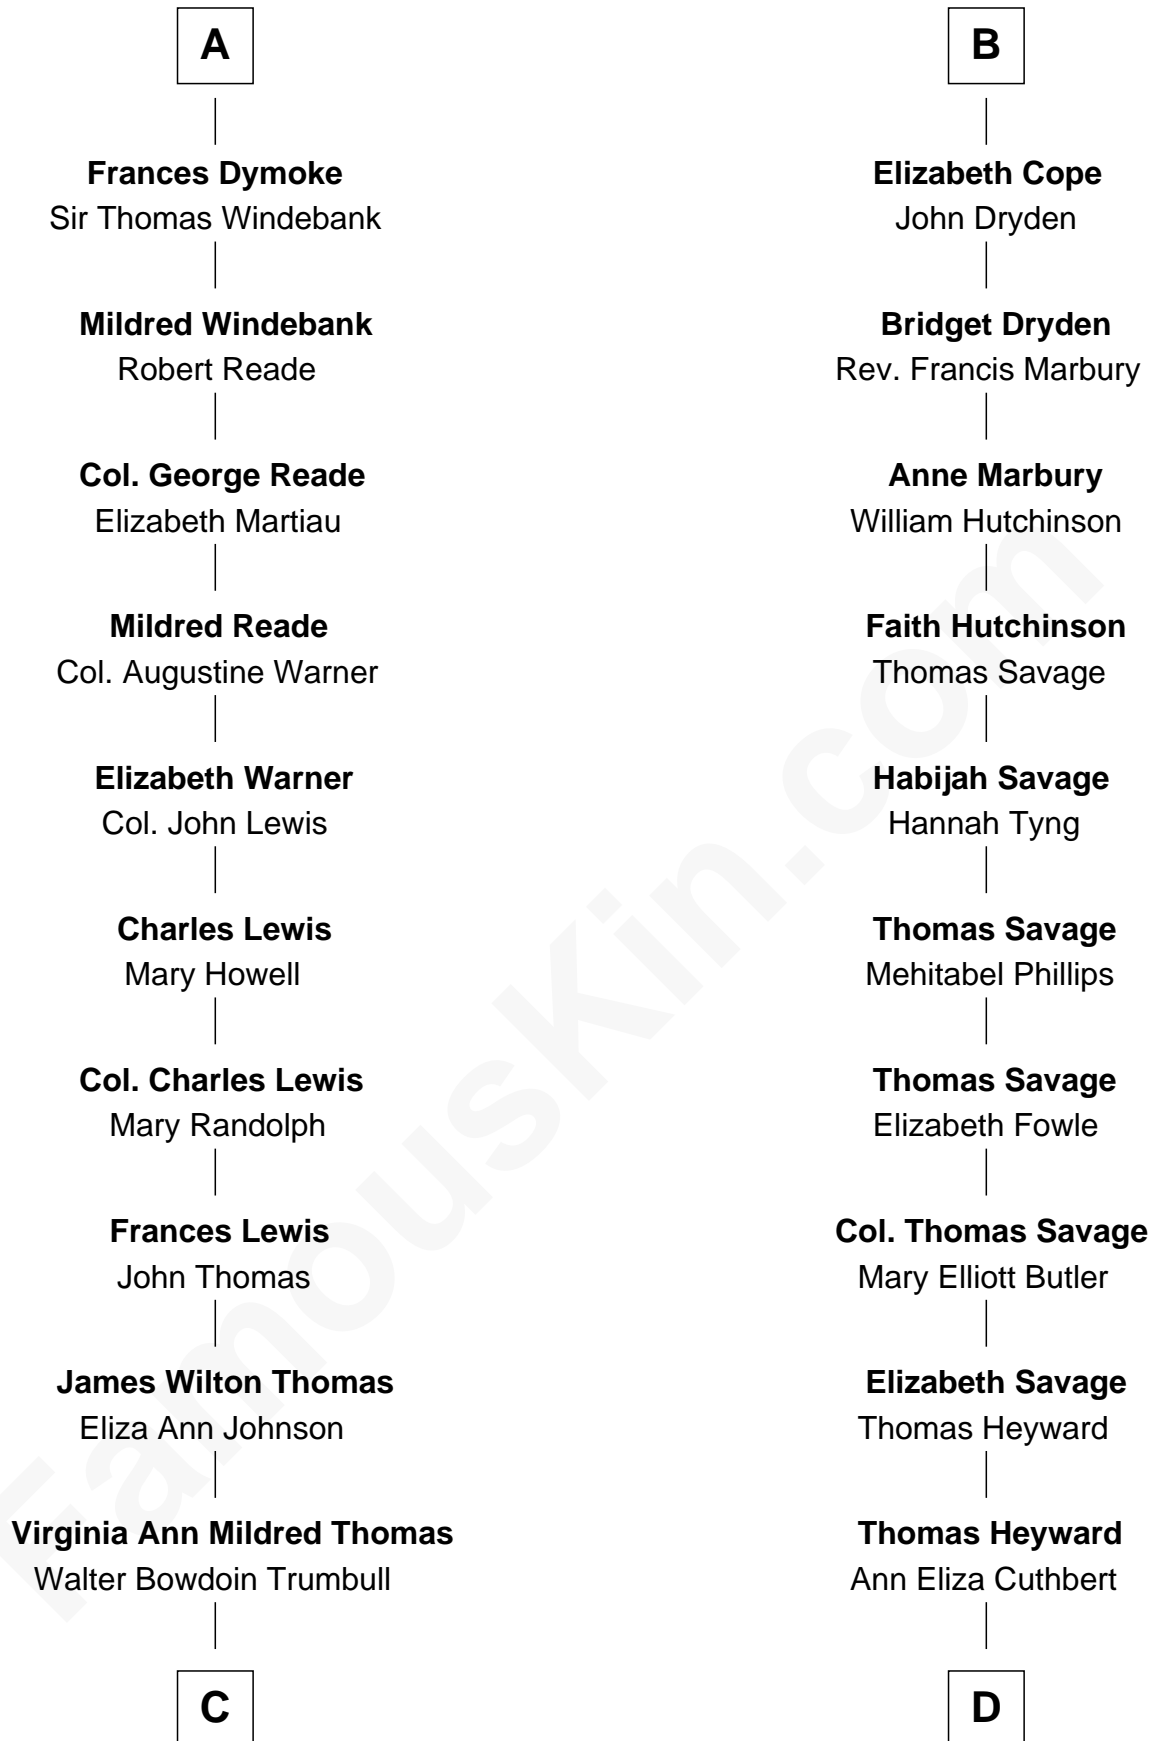 A
Frances Dymoke
Sir Thomas Windebank
Mildred Windebank
Robert Reade
Col. George Reade
Elizabeth Martiau
Mildred Reade
Col. Augustine Warner
Elizabeth Warner
Col. John Lewis
Charles Lewis
Mary Howell
Col. Charles Lewis
Mary Randolph
Frances Lewis
John Thomas
James Wilton Thomas
Eliza Ann Johnson
Virginia Ann Mildred Thomas
Walter Bowdoin Trumbull
C
B
Elizabeth Cope
John Dryden
Bridget Dryden
Rev. Francis Marbury
Anne Marbury
William Hutchinson
Faith Hutchinson
Thomas Savage
Habijah Savage
Hannah Tyng
Thomas Savage
Mehitabel Phillips
Thomas Savage
Elizabeth Fowle
Col. Thomas Savage
Mary Elliott Butler
Elizabeth Savage
Thomas Heyward
Thomas Heyward
Ann Eliza Cuthbert
D
FamousKin.com